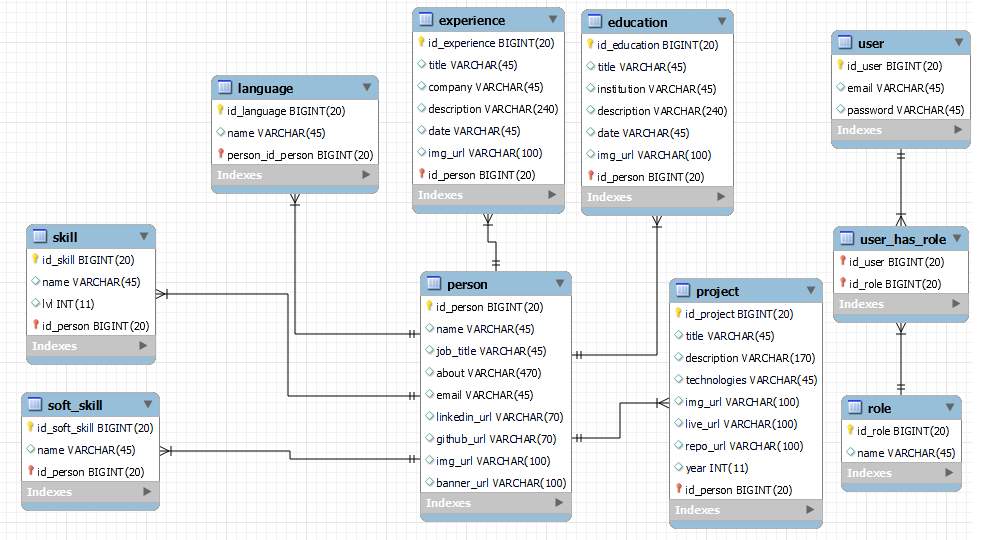 experience
id_experience BIGINT(20)
title VARCHAR(45)
company VARCHAR(45)
description VARCHAR(240)
date VARCHAR(45)
img_url VARCHAR(100)
id_person BIGINT(20)
Indexes
education
id_education BIGINT(20)
title VARCHAR(45)
institution VARCHAR(45)
description VARCHAR(240)
date VARCHAR(45)
img_url VARCHAR(100)
id_person BIGINT(20)
Indexes
user
id_user BIGINT(20)
email VARCHAR(45)
password VARCHAR(45)
Indexes
language
id_language BIGINT(20)
name VARCHAR(45)
person_id_person BIGINT(20)
Indexes
skill
id_skill BIGINT(20)
name VARCHAR(45)
lvl INT(11)
id_person BIGINT(20)
Indexes
user_has_role
id_user BIGINT(20)
id_role BIGINT(20)
Indexes
person
id_person BIGINT(20)
name VARCHAR(45)
job_title VARCHAR(45)
about VARCHAR(470)
email VARCHAR(45)
linkedin_url VARCHAR(70)
github_url VARCHAR(70)
img_url VARCHAR(100)
banner_url VARCHAR(100)
Indexes
project
id_project BIGINT(20)
title VARCHAR(45)
description VARCHAR(170)
technologies VARCHAR(45)
img_url VARCHAR(100)
live_url VARCHAR(100)
repo_url VARCHAR(100)
year INT(11)
id_person BIGINT(20)
Indexes
soft_skill
id_soft_skill BIGINT(20)
name VARCHAR(45)
id_person BIGINT(20)
Indexes
role
id_role BIGINT(20)
name VARCHAR(45)
Indexes